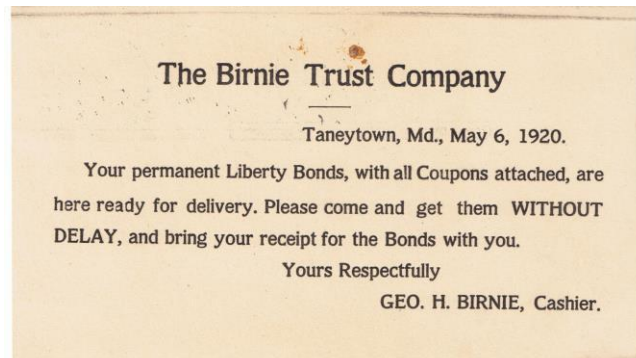 The Birnie Trust Company
Taneytown, Md., May 6, 1920.
Your permanent Liberty Bonds, with all Coupons attached, are
here ready for delivery. Please come and get them WITHOUT
DELAY, and bring your receipt for the Bonds with you.
Yours Respectfully
GEO. H. BIRNIE, Cashier.